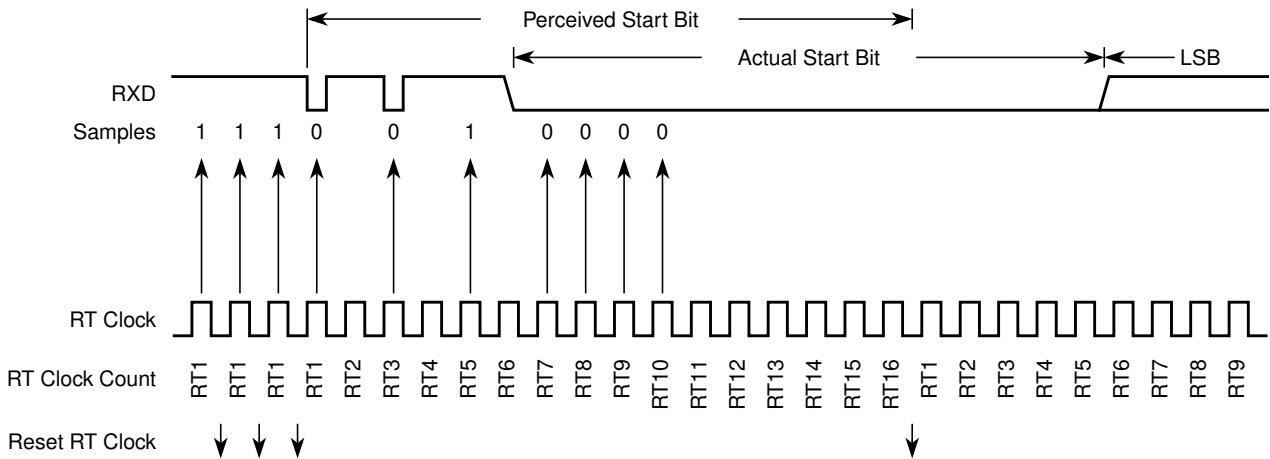 Perceived Start Bit
Actual Start Bit
LSB
RXD
Samples 1 1 1 0 0 1 0 0 0 0
RT Clock
RT Clock Count RT1 RT1 RT1 RT1 RT2 RT3 RT4 RT5 RT6 RT7 RT8 RT9 RT10 RT11 RT12 RT13 RT14 RT15 RT16 RT1 RT2 RT3 RT4 RT5 RT6 RT7 RT8 RT9
Reset RT Clock